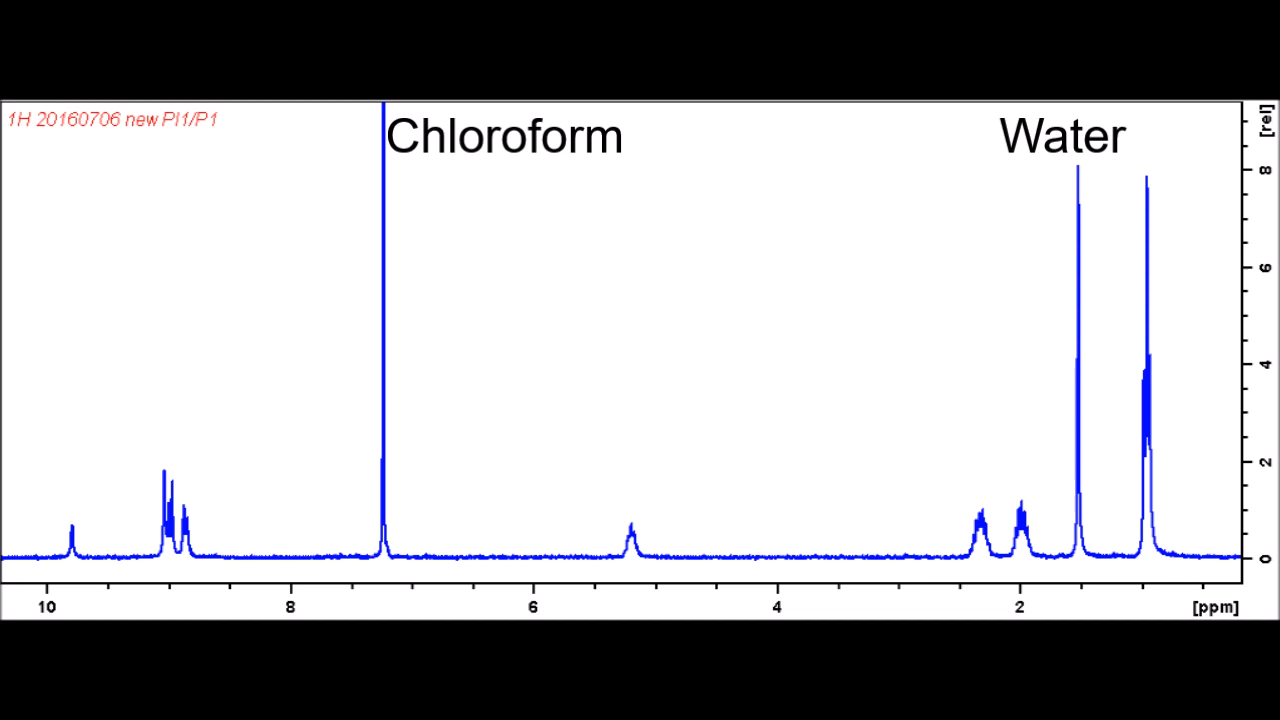 1H 20160706 new PI1/P1
Chloroform
Water
[rel]
8
6
4
2
0
10 8 6 4 2 [ppm]